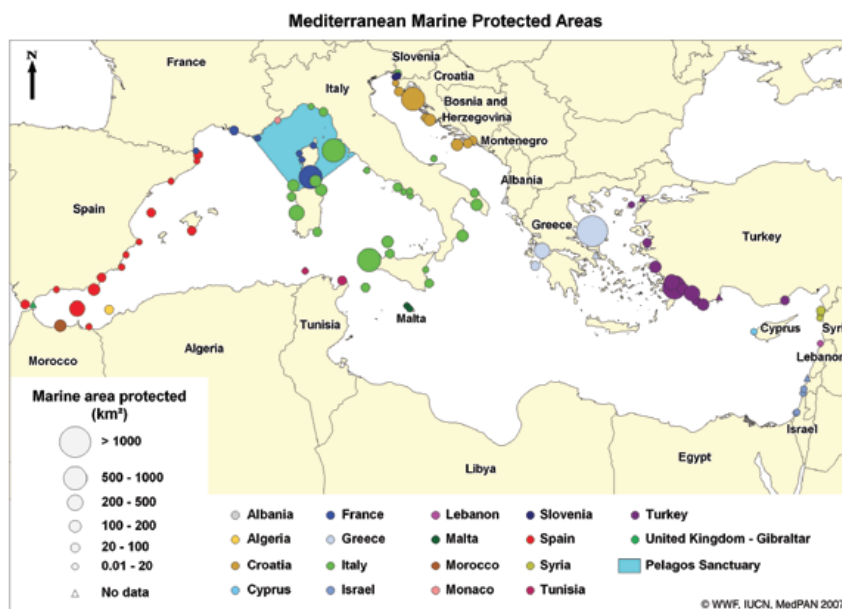 Mediterranean Marine Protected Areas
N
France
Slovenia
Croatia
Italy
Bosnia and
Herzegovina
Montenegro
Albania
Spain
Greece
Turkey
Malta
Tunisia
Cyprus
Syri
Lebanon
Morocco
Algeria
Israel
Libya
Egypt
Marine area protected
(km²)
> 1000
500 - 1000
200 - 500
100 - 200
20 - 100
0.01 - 20
No data
Albania
France
Lebanon
Slovenia
Turkey
Algeria
Greece
Malta
Spain
United Kingdom - Gibraltar
Croatia
Italy
Morocco
Syria
Pelagos Sanctuary
Cyprus
Israel
Monaco
Tunisia
© WWF, IUCN, MedPAN 2007